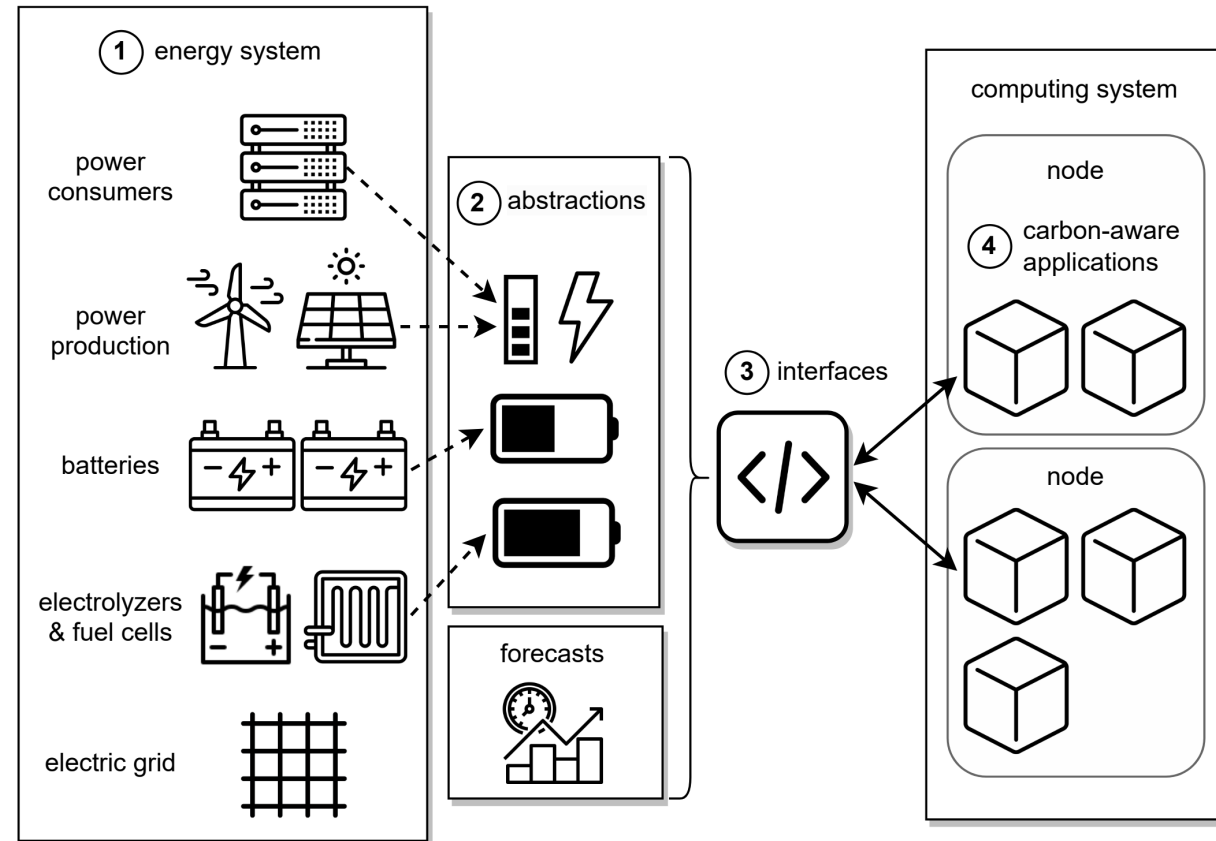 1 energy system
power
consumers
power
production
batteries
electrolyzers
& fuel cells
electric grid
2 abstractions
forecasts
3 interfaces
computing system
node
4 carbon-aware
applications
node